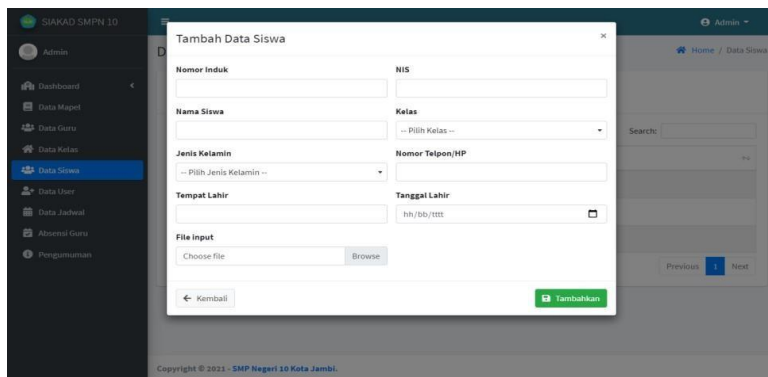 SIAKAD SMPN 10
Admin
Admin
Dashboard
Data Mapel
Data Guru
Data Kelas
Data Siswa
Data User
Data Jadwal
Absensi Guru
Pengumuman
D
Home / Data Siswa
Tambah Data Siswa
×
Nomor Induk
NIS
Nama Siswa
Kelas
-- Pilih Kelas --
Jenis Kelamin
Nomor Telpon/HP
-- Pilih Jenis Kelamin --
Tempat Lahir
Tanggal Lahir
hh/bb/tttt
File input
Choose file Browse
Kembali
Tambahkan
Search:
Previous 1 Next
Copyright © 2021 - SMP Negeri 10 Kota Jambi.